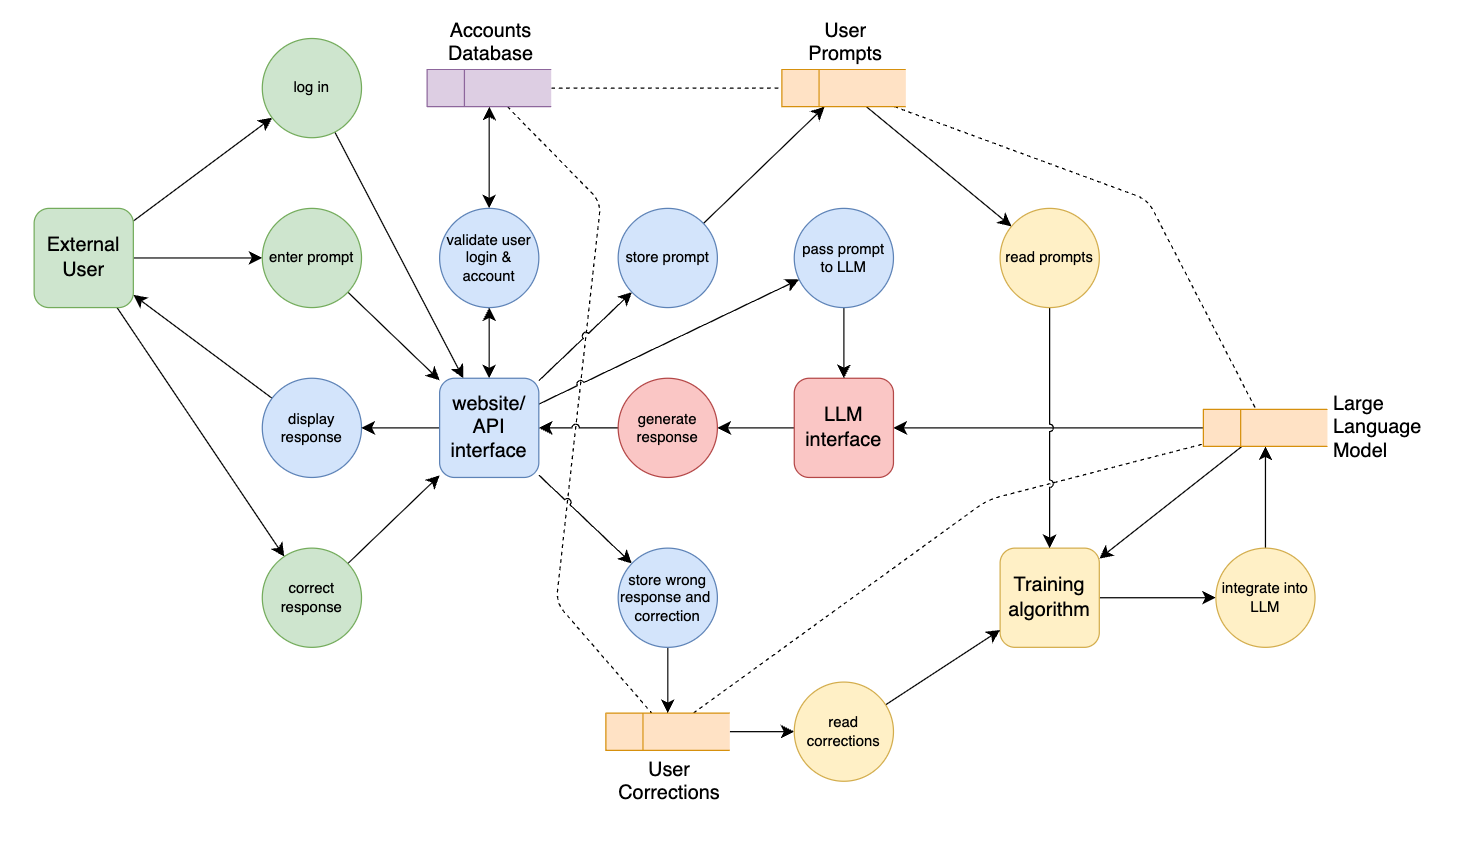 Accounts
Database
User
Prompts
log in
External
User
enter prompt
validate user
login &
account
store prompt
pass prompt
to LLM
read prompts
display
response
website/
API
interface
generate
response
LLM
interface
Large
Language
Model
correct
response
store wrong
response and
correction
Training
algorithm
integrate into
LLM
read
corrections
User
Corrections